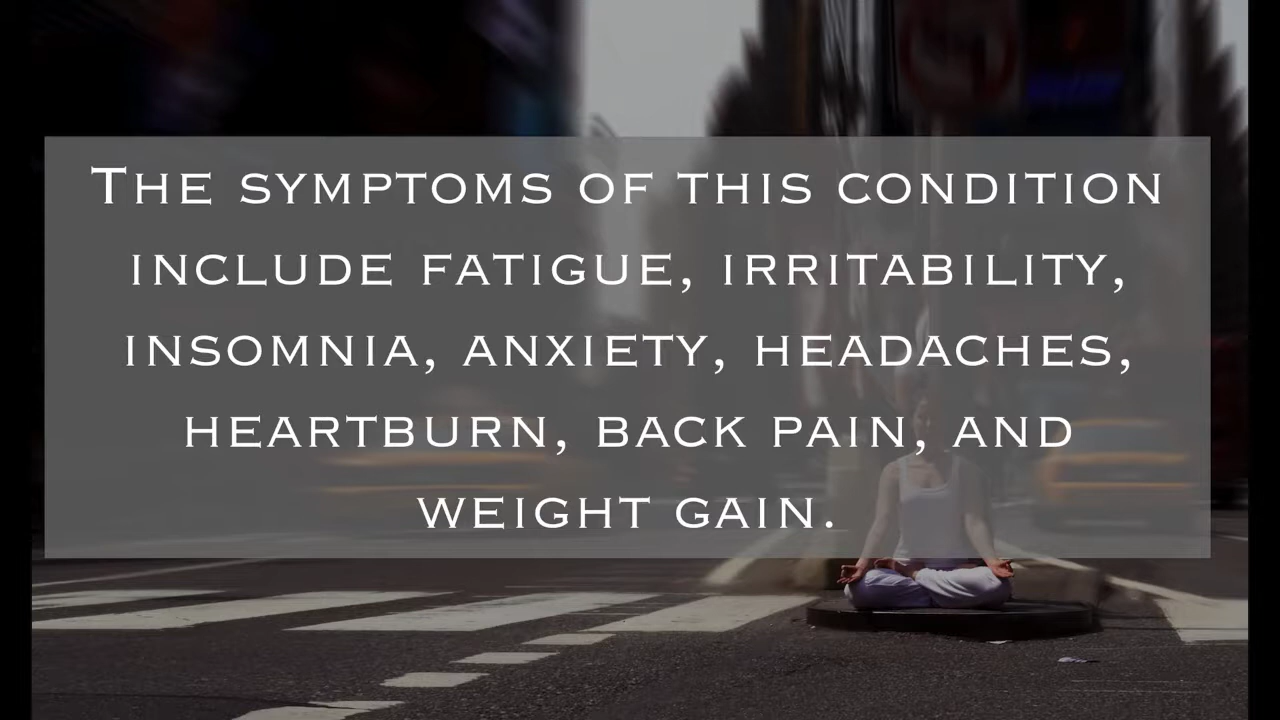 The symptoms of this condition
include fatigue, irritability,
insomnia, anxiety, headaches,
heartburn, back pain, and
weight gain.